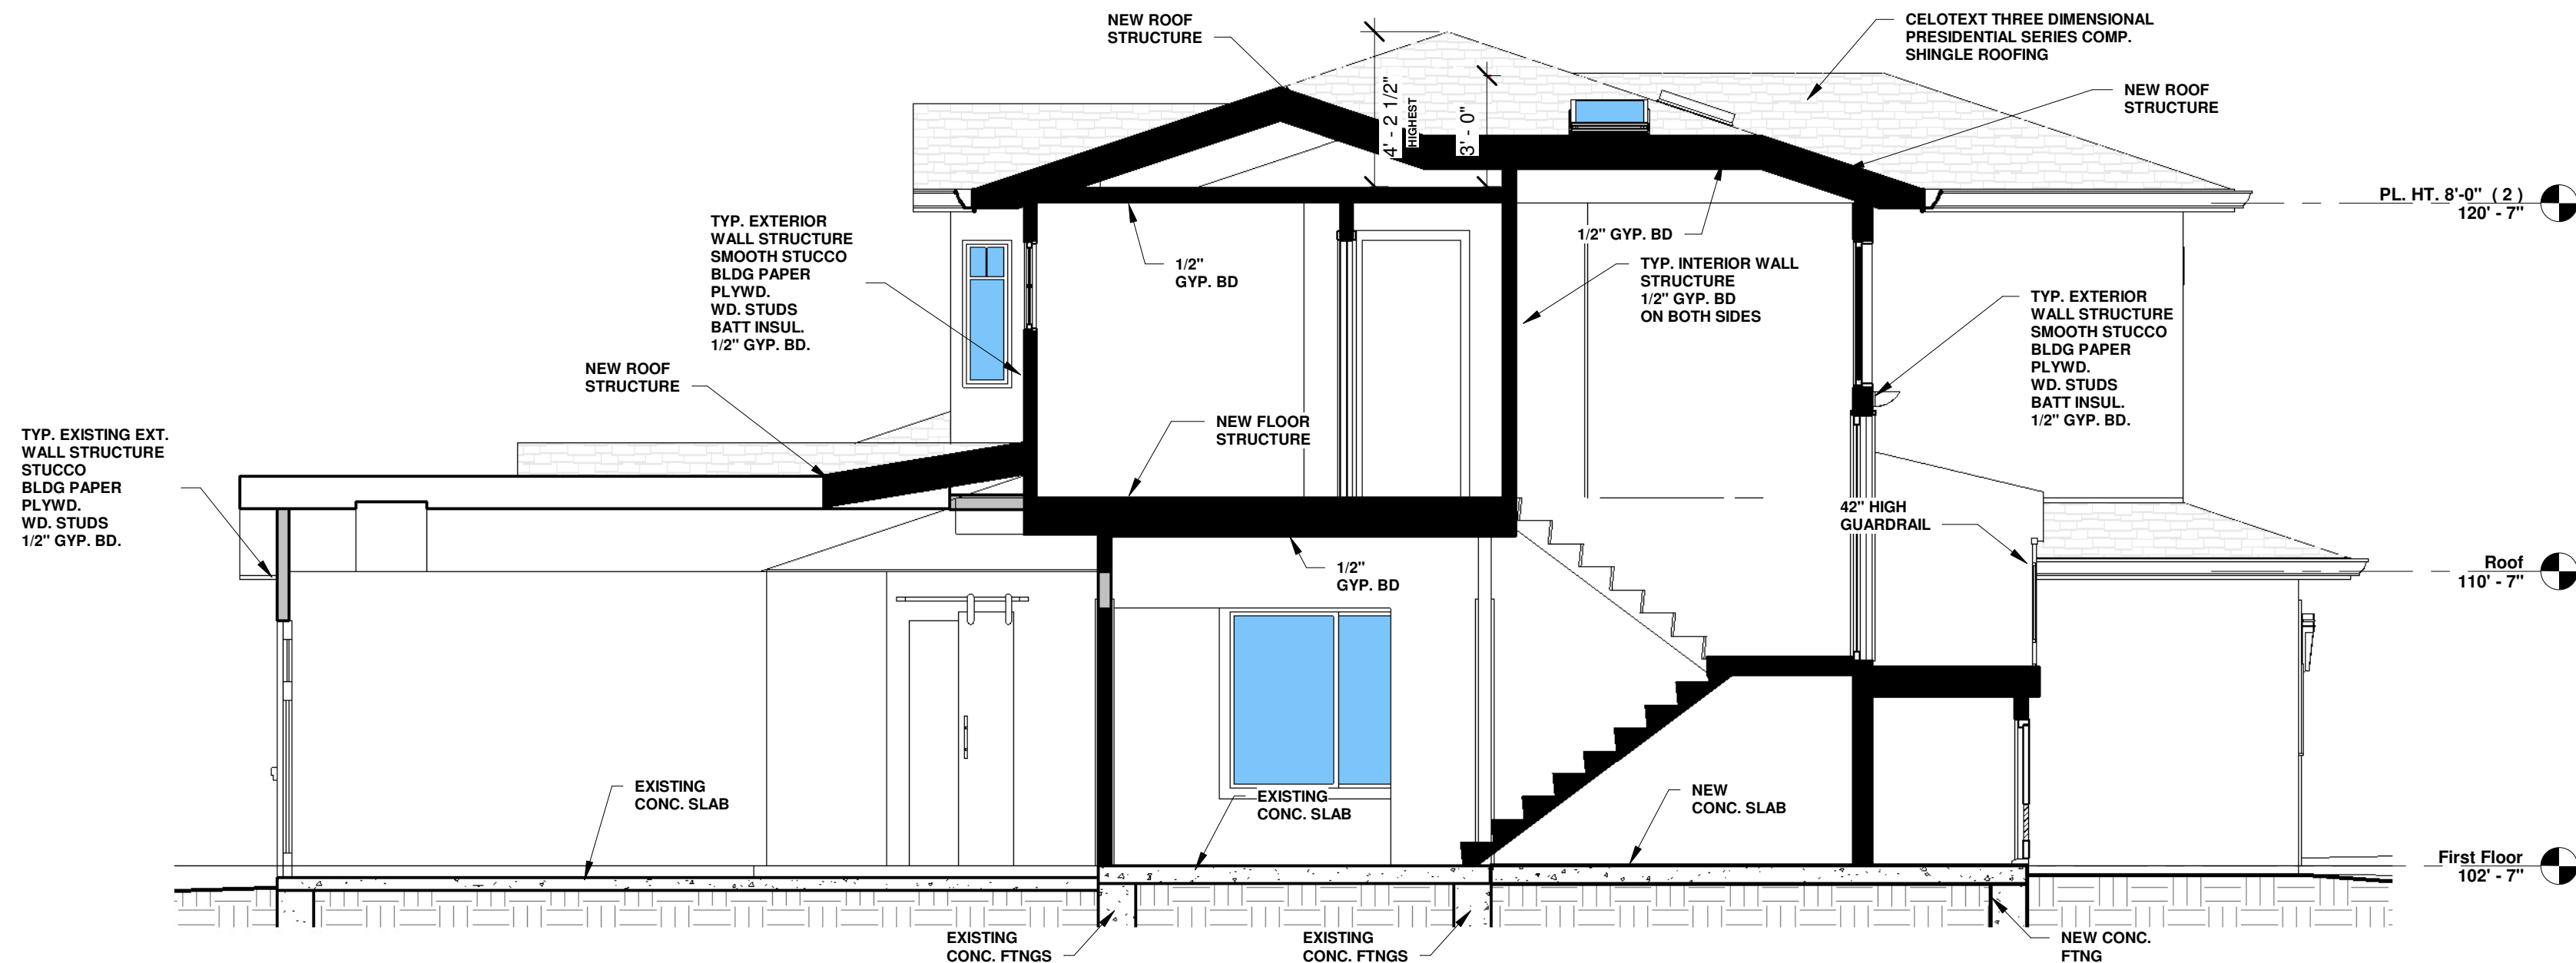 NEW ROOF
STRUCTURE
CELOTEXT THREE DIMENSIONAL
PRESIDENTIAL SERIES COMP.
SHINGLE ROOFING
4' - 2 1/2"
HIGHEST
3' - 0"
NEW ROOF
STRUCTURE
PL. HT. 8'-0" ( 2 )
120' - 7"
TYP. EXTERIOR
WALL STRUCTURE
SMOOTH STUCCO
BLDG PAPER
PLYWD.
WD. STUDS
BATT INSUL.
1/2" GYP. BD.
1/2"
GYP. BD
1/2" GYP. BD
TYP. INTERIOR WALL
STRUCTURE
1/2" GYP. BD
ON BOTH SIDES
TYP. EXTERIOR
WALL STRUCTURE
SMOOTH STUCCO
BLDG PAPER
PLYWD.
WD. STUDS
BATT INSUL.
1/2" GYP. BD.
NEW ROOF
STRUCTURE
TYP. EXISTING EXT.
WALL STRUCTURE
STUCCO
BLDG PAPER
PLYWD.
WD. STUDS
1/2" GYP. BD.
NEW FLOOR
STRUCTURE
42" HIGH
GUARDRAIL
1/2"
GYP. BD
Roof
110' - 7"
EXISTING
CONC. SLAB
EXISTING
CONC. SLAB
NEW
CONC. SLAB
First Floor
102' - 7"
EXISTING
CONC. FTNGS
EXISTING
CONC. FTNGS
NEW CONC.
FTNG